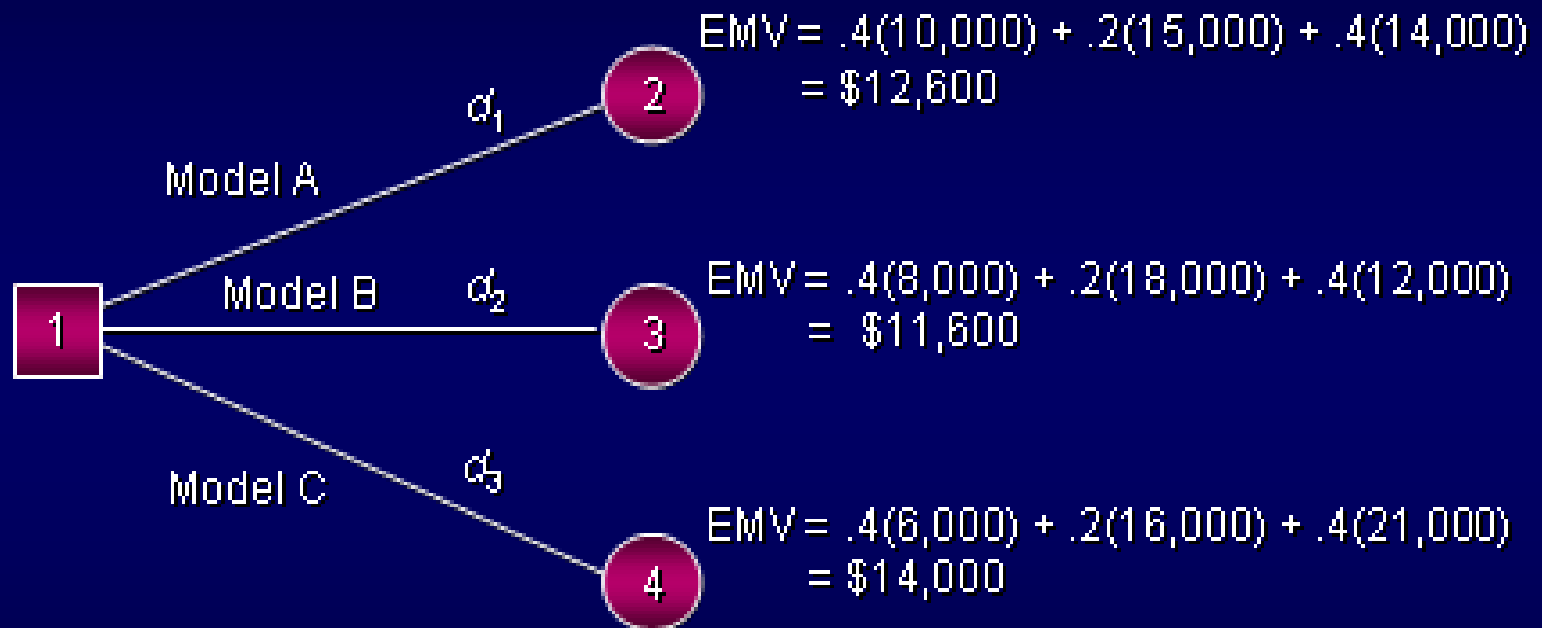 EMV = .4(10,000) + .2(15,000) + .4(14,000)
= $12,600
2
d1
Model A
EMV = .4(8,000) + .2(18,000) + .4(12,000)
= $11,600
Model B
d2
1
3
d3
Model C
EMV = .4(6,000) + .2(16,000) + .4(21,000)
= $14,000
4